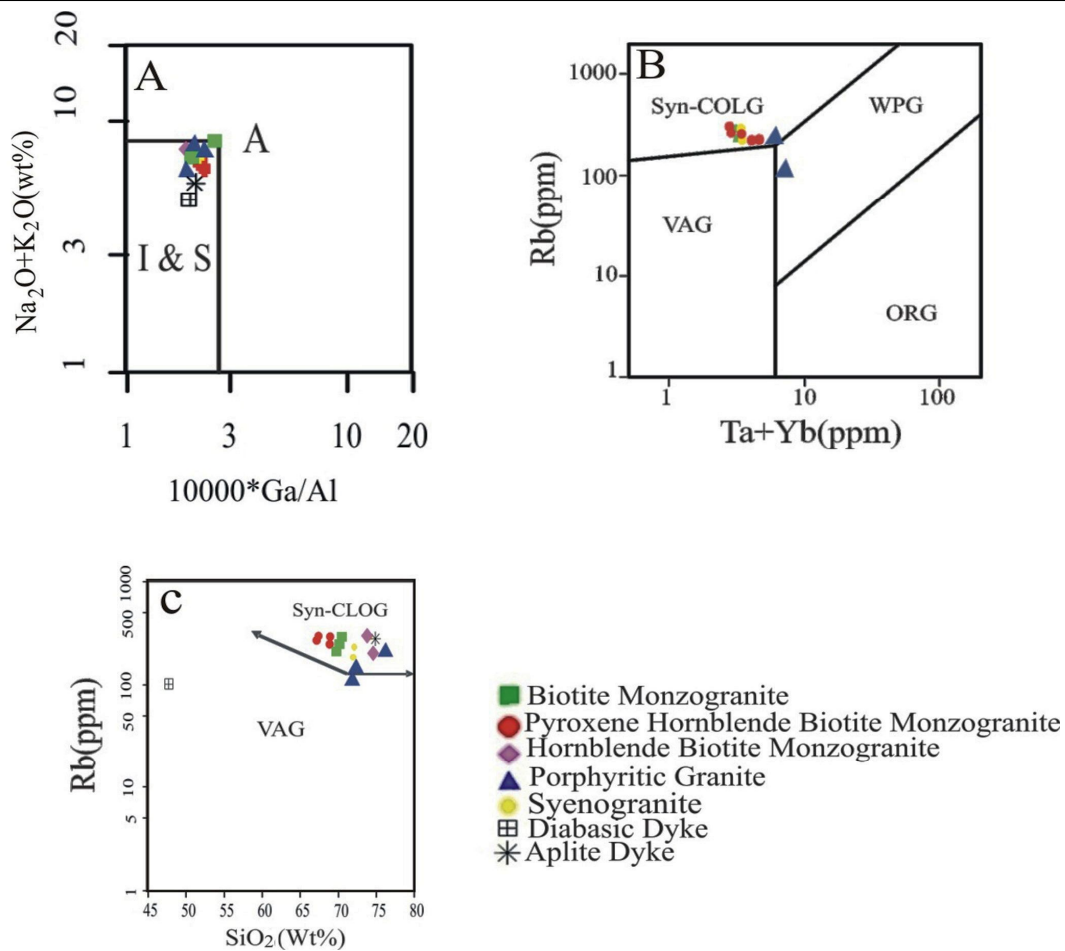 A
20
10
3
1
Na2O+K2O(wt%)
A
I & S
1 3 10 20
10000*Ga/Al
B
1000
100
10
1
Rb(ppm)
Syn-COLG
WPG
VAG
ORG
1 10 100
Ta+Yb(ppm)
c
1000
500
100
50
10
5
1
Rb(ppm)
Syn-CLOG
VAG
45 50 55 60 65 70 75 80
SiO2(Wt%)
Biotite Monzogranite
Pyroxene Hornblende Biotite Monzogranite
Hornblende Biotite Monzogranite
Porphyritic Granite
Syenogranite
Diabasic Dyke
Aplite Dyke